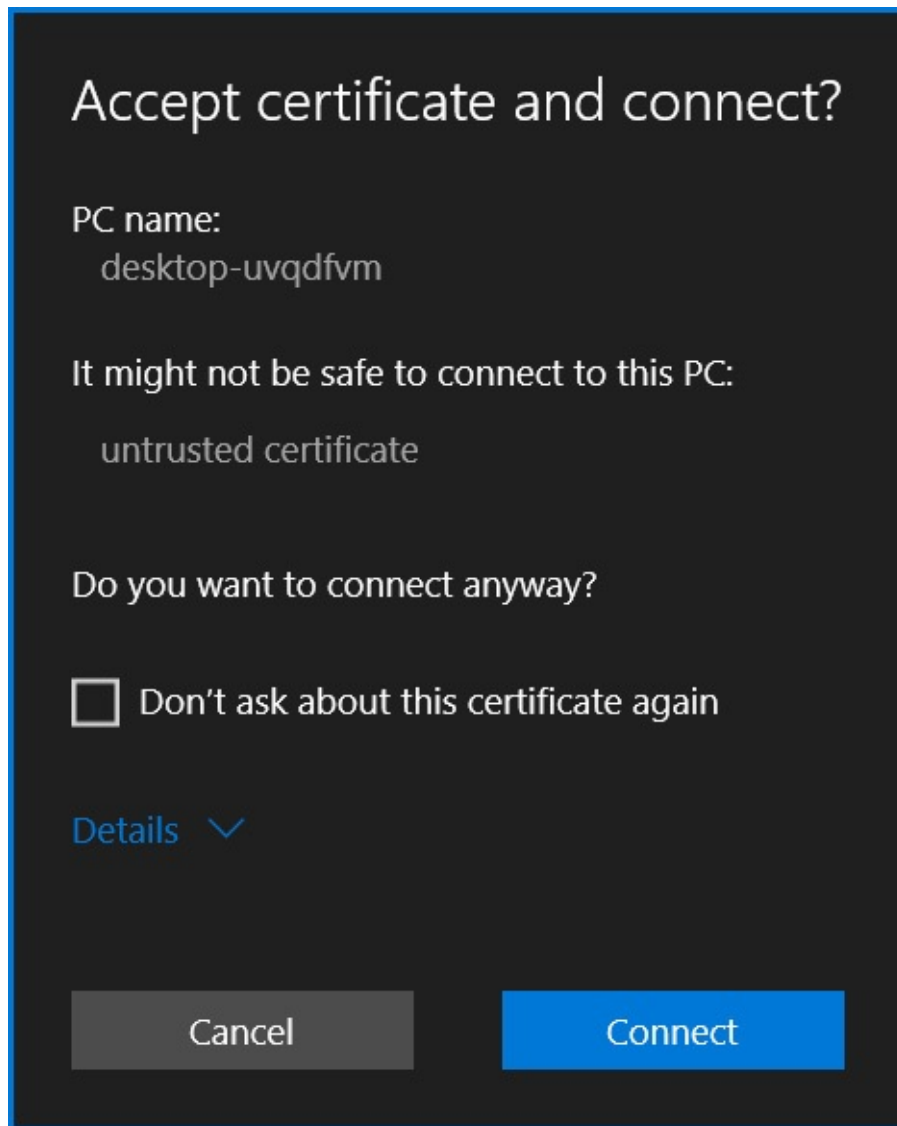 Accept certificate and connect?
PC name:
desktop-uvqdfvm
It might not be safe to connect to this PC:
untrusted certificate
Do you want to connect anyway?
Don't ask about this certificate again
Details
Cancel
Connect